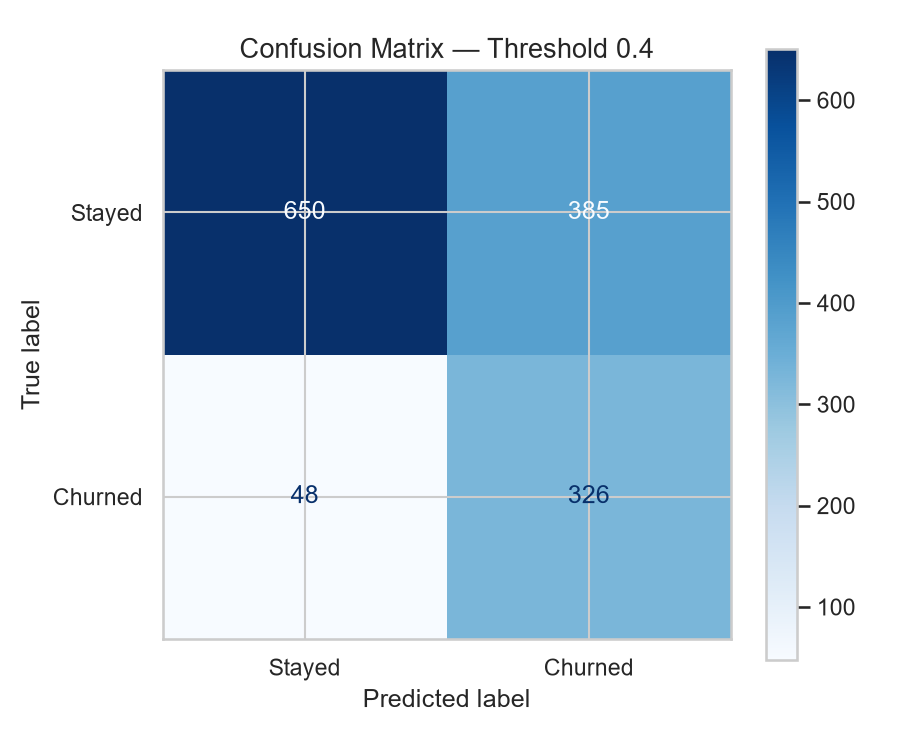 Confusion Matrix — Threshold 0.4
True label
Stayed
650
385
Churned
48
326
Stayed
Churned
Predicted label
600
500
400
300
200
100